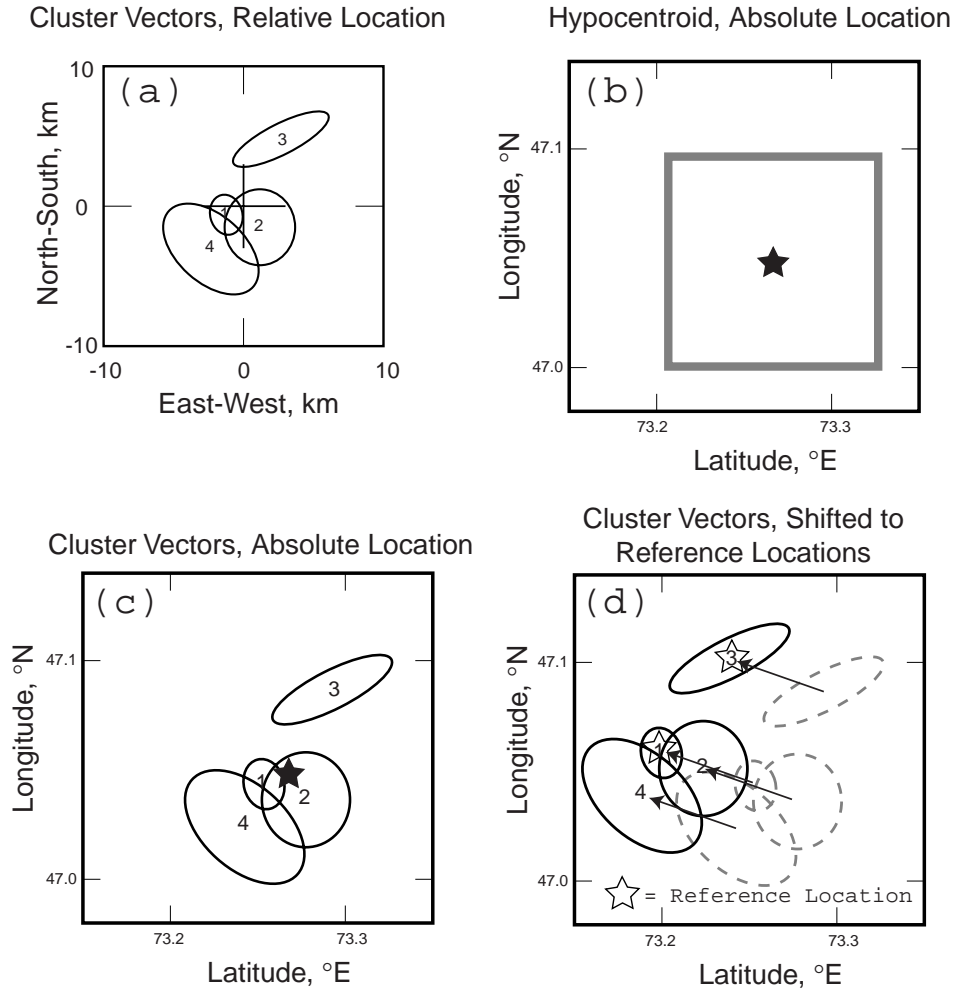 Cluster Vectors, Relative Location
(a)
10
0
-10
North-South, km
3
1
2
4
-10
0
10
East-West, km
Hypocentroid, Absolute Location
(b)
47.1
47.0
Longitude, °N
73.2
73.3
Latitude, °E
Cluster Vectors, Absolute Location
(c)
47.1
47.0
Longitude, °N
3
1
2
4
73.2
73.3
Latitude, °E
Cluster Vectors, Shifted to
Reference Locations
(d)
47.1
47.0
Longitude, °N
3
1
2
4
= Reference Location
73.2
73.3
Latitude, °E